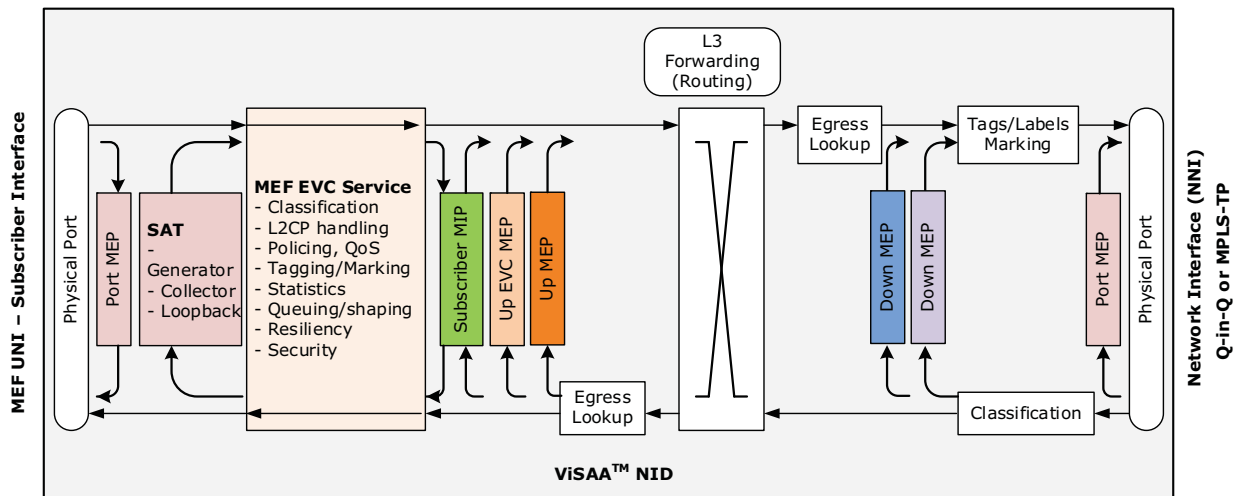 MEF UNI – Subscriber Interface
Physical Port
Port MEP
SAT
-
Generator
- Collector
- Loopback
MEF EVC Service
- Classification
- L2CP handling
- Policing, QoS
- Tagging/Marking
- Statistics
- Queuing/shaping
- Resiliency
- Security
Subscriber MIP
Up EVC MEP
Up MEP
Egress
Lookup
L3
Forwarding
(Routing)
Egress
Lookup
Tags/Labels
Marking
Down MEP
Down MEP
Classification
Port MEP
Physical Port
Network Interface (NNI)
Q-in-Q or MPLS-TP
ViSAA™ NID